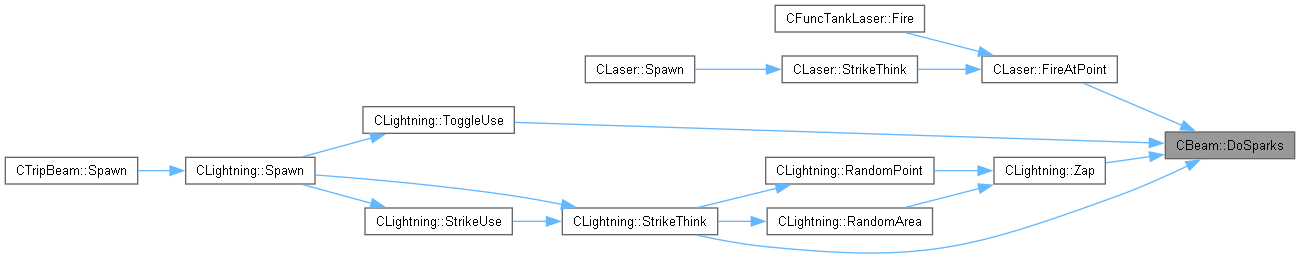 CFuncTankLaser::Fire
CLaser::Spawn
CLaser::StrikeThink
CLaser::FireAtPoint
CLightning::ToggleUse
CBeam::DoSparks
CTripBeam::Spawn
CLightning::Spawn
CLightning::RandomPoint
CLightning::Zap
CLightning::StrikeUse
CLightning::StrikeThink
CLightning::RandomArea